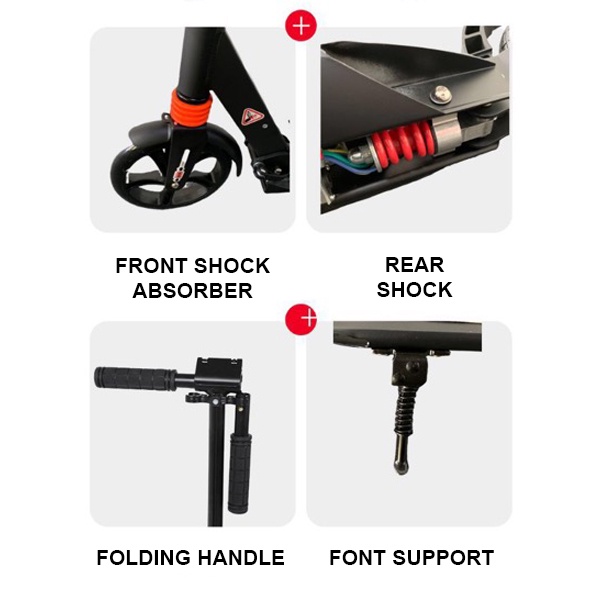 FRONT SHOCK
ABSORBER
REAR
SHOCK
FOLDING HANDLE
FONT SUPPORT